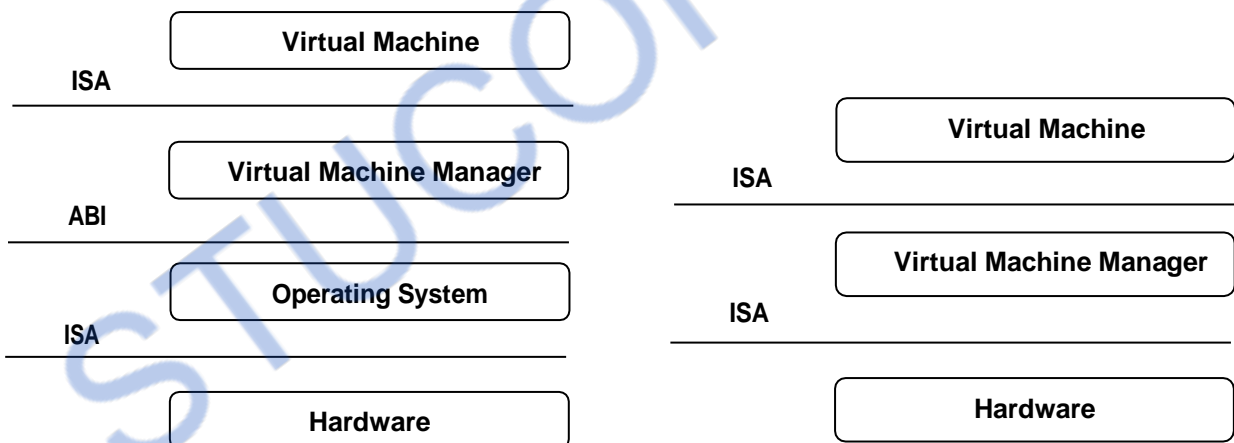 Virtual Machine
ISA
Virtual Machine Manager
ABI
Operating System
ISA
Hardware
Virtual Machine
ISA
Virtual Machine Manager
ISA
Hardware